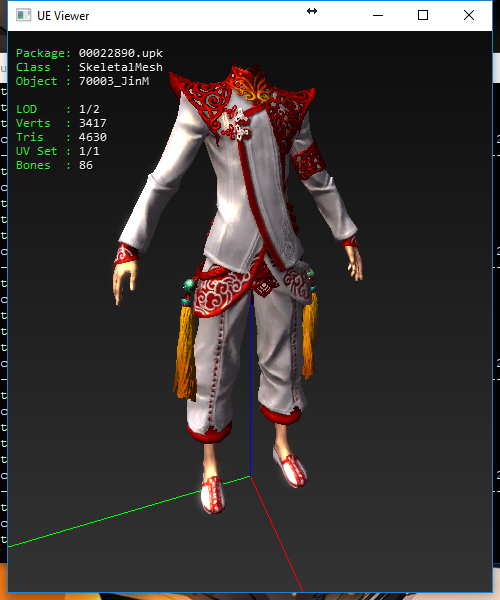 UE Viewer
Package: 00022890.upk
Class : SkeletalMesh
Object : 70003_JinM
LOD : 1/2
Verts : 3417
Tris : 4630
UV Set : 1/1
Bones : 86